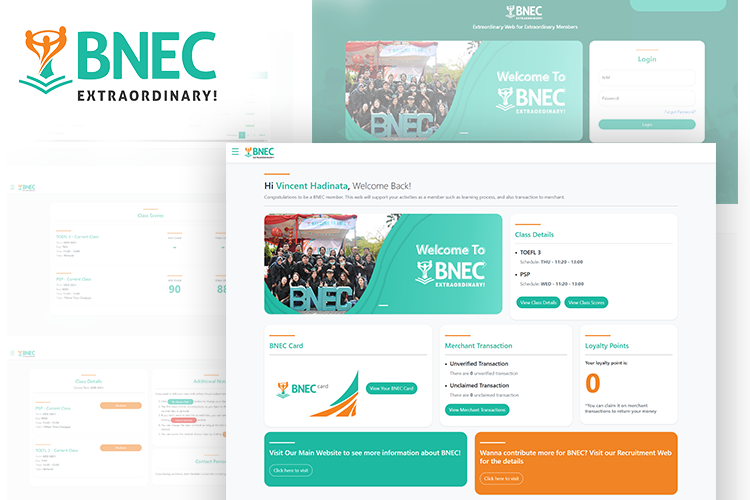 BNEC
EXTRAORDINARY!
BNEC
EXTRAORDINARY!
Extraordinary Web for Extraordinary Members
Welcome To
BNEC
EXTRAORDINARY!
BNEC
Login
Password
Forgot Password?
Login
BNEC
EXTRAORDINARY!
Hi Vincent Hadinata, Welcome Back!
Congratulations to be a BNEC member. This web will support your activities as a member such as learning process, and also transaction to merchant.
Welcome To
BNEC
EXTRAORDINARY!
BNEC
Class Details
TOEFL 3
Schedule: THU - 11:20 - 13:00
PSP
Schedule: WED - 11:20 - 13:00
View Class Details
View Class Scores
BNEC Card
BNEC card
View Your BNEC Card
Merchant Transaction
Unverified Transaction
There are 0 unverified transaction
Unclaimed Transaction
There are 0 unclaimed transaction
View Merchant Transactions
Loyalty Points
Your loyalty point is:
0
*You can claim it on merchant
transactions to return your money
Visit Our Main Website to see more information about BNEC!
Click here to visit
Wanna contribute more for BNEC? Visit our Recruitment Web
for the details
Click here to visit
BNEC
Class Scores
TOEFL 3 - Current Class
PSP - Current Class
90
BNEC
Class Details
PSP - Current Class
TOEFL 3 - Current Class